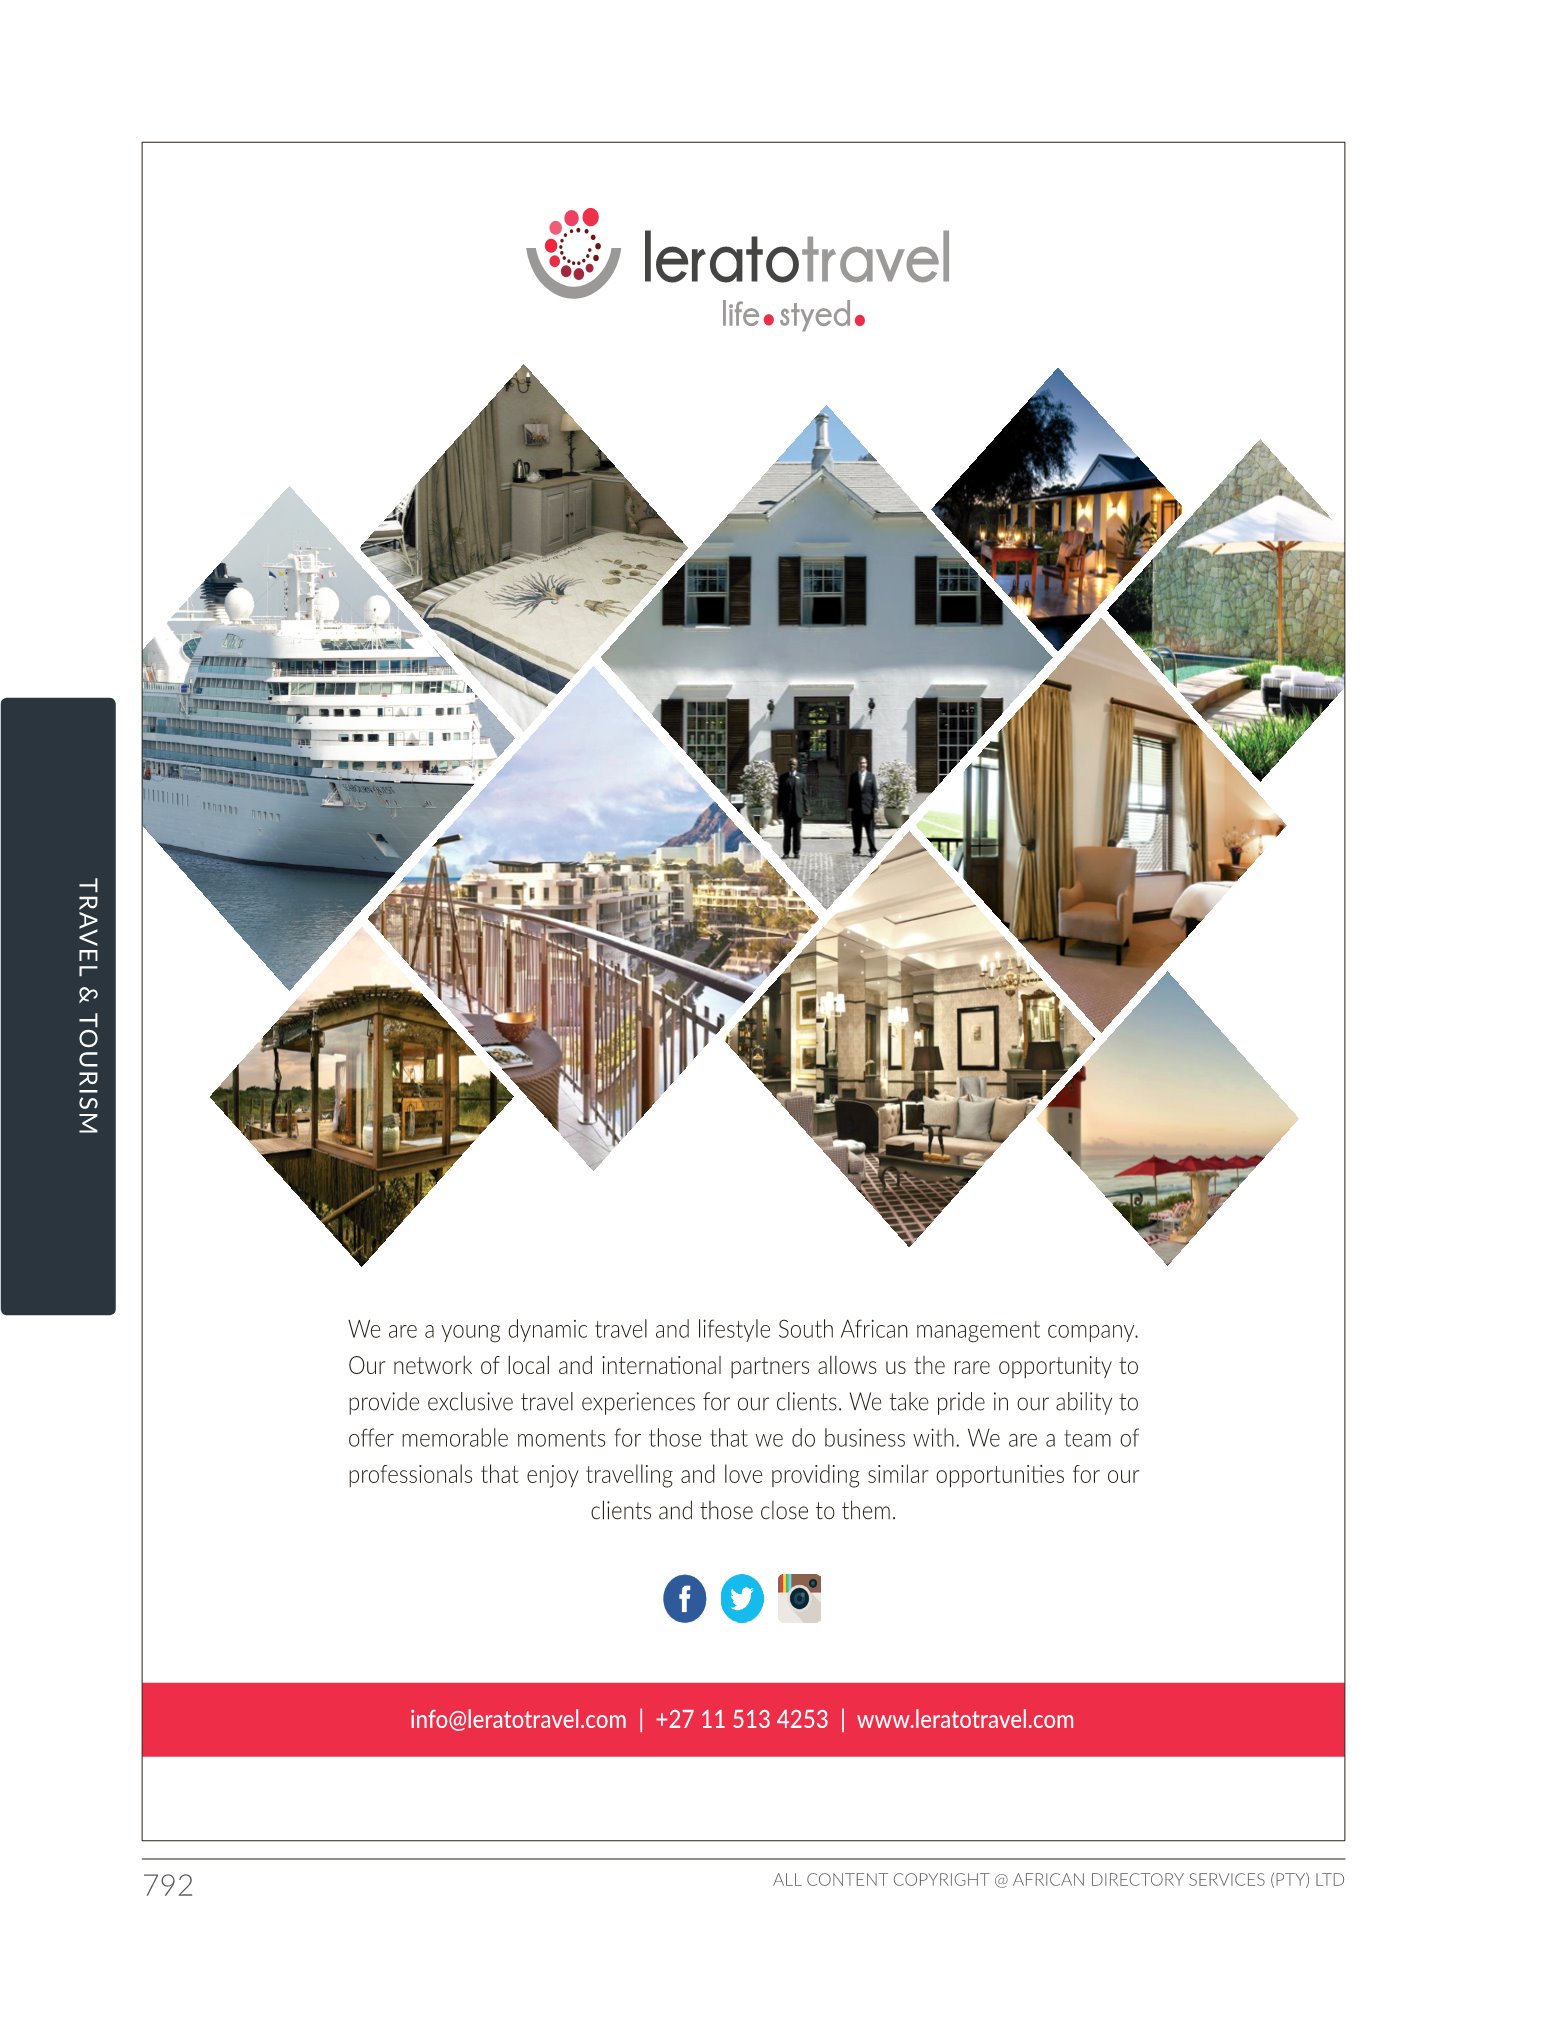 leratotravel
life.styed.
TRAVEL & TOURISM
We are a young dynamic travel and lifestyle South African management company.
Our network of local and international partners allows us the rare opportunity to
provide exclusive travel experiences for our clients. We take pride in our ability to
offer memorable moments for those that we do business with. We are a team of
professionals that enjoy travelling and love providing similar opportunities for our
clients and those close to them.
info@leratotravel.com | +27 11 513 4253 | www.leratotravel.com
792
ALL CONTENT COPYRIGHT @ AFRICAN DIRECTORY SERVICES (PTY) LTD